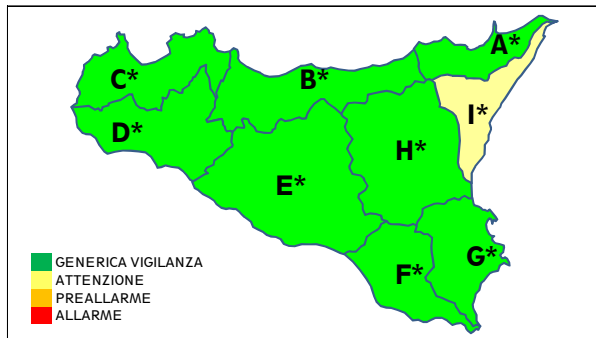 A*
C*
B*
I*
D*
H*
E*
G*
F*
GENERICA VIGILANZA
ATTENZIONE
PREALLARME
ALLARME